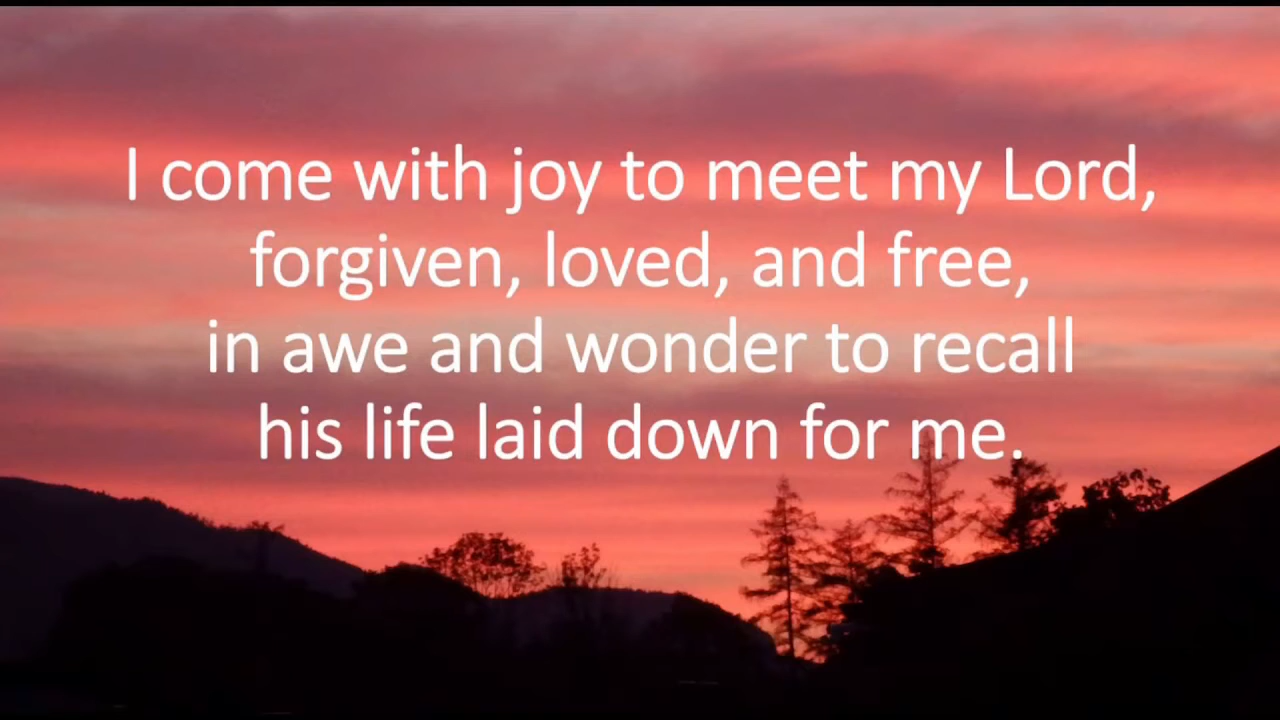 I come with joy to meet my Lord,
forgiven, loved, and free,
in awe and wonder to recall
his life laid down for me.